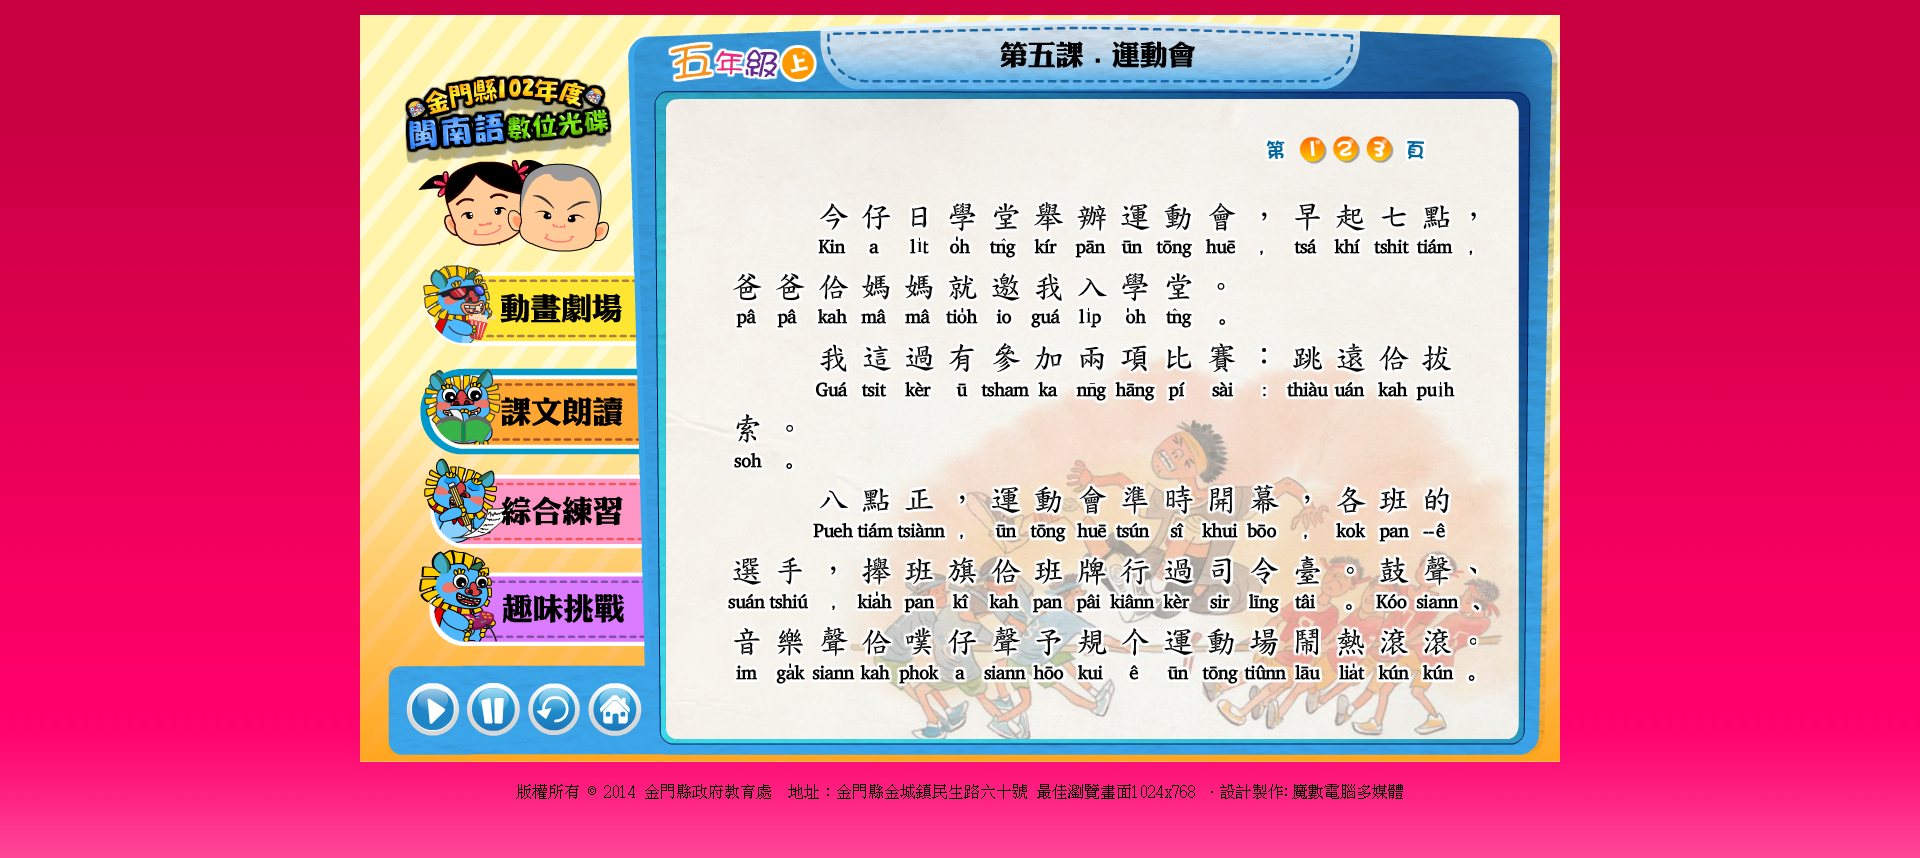 金門縣102年度
閩南語數位光碟
動畫劇場
課文朗讀
綜合練習
趣味挑戰
五年級上
第五課．運動會
第 1 2 3 頁
今仔日學堂舉辦運動會，早起七點，
Kin a li̍t o̍h tn̂g kír pān ūn tōng huē , tsá khí tshit tiám ,
爸爸佮媽媽就邀我入學堂。
pâ pâ kah mâ mâ tio̍h io guá li̍p o̍h tn̂g 。
我這過有參加兩項比賽：跳遠佮拔
Guá tsit kèr ū tsham ka nn̄g hāng pí sài : thiàu uán kah pui̍h
索。
soh 。
八點正，運動會準時開幕，各班的
Pueh tiám tsiànn , ūn tōng huē tsún sî khui bōo , kok pan --ê
選手，攑班旗佮班牌行過司令臺。鼓聲、
suán tshiú , kia̍h pan kî kah pan pâi kiânn kèr sir līng tâi 。 Kóo siann 、
音樂聲佮噗仔聲予規个運動場鬧熱滾滾。
im ga̍k siann kah phok a siann hōo kui ê ūn tōng tiûnn lāu lia̍t kún kún 。
版權所有 © 2014 金門縣政府教育處　地址：金門縣金城鎮民生路六十號 最佳瀏覽畫面1024x768 ．設計製作:魔數電腦多媒體